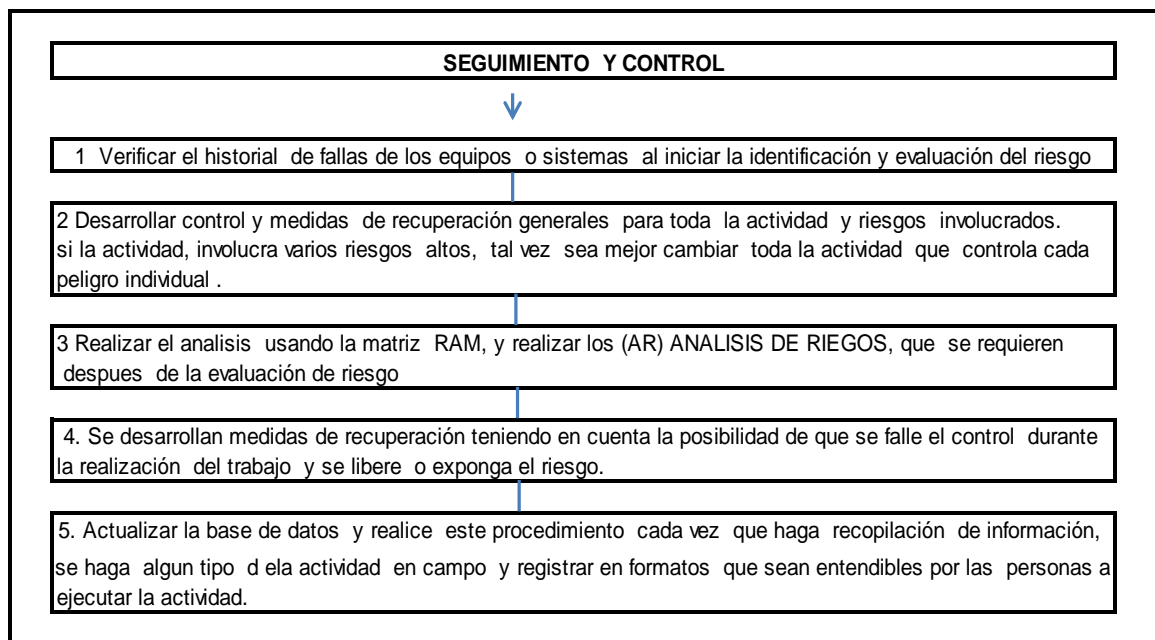 SEGUIMIENTO Y CONTROL
1 Verificar el historial de fallas de los equipos o sistemas al iniciar la identificación y evaluación del riesgo
2 Desarrollar control y medidas de recuperación generales para toda la actividad y riesgos involucrados.
si la actividad, involucra varios riesgos altos, tal vez sea mejor cambiar toda la actividad que controla cada
peligro individual .
3 Realizar el analisis usando la matriz RAM, y realizar los (AR) ANALISIS DE RIEGOS, que se requieren
despues de la evaluación de riesgo
4. Se desarrollan medidas de recuperación teniendo en cuenta la posibilidad de que se falle el control durante
la realización del trabajo y se libere o exponga el riesgo.
5. Actualizar la base de datos y realice este procedimiento cada vez que haga recopilación de información,
se haga algun tipo d ela actividad en campo y registrar en formatos que sean entendibles por las personas a
ejecutar la actividad.